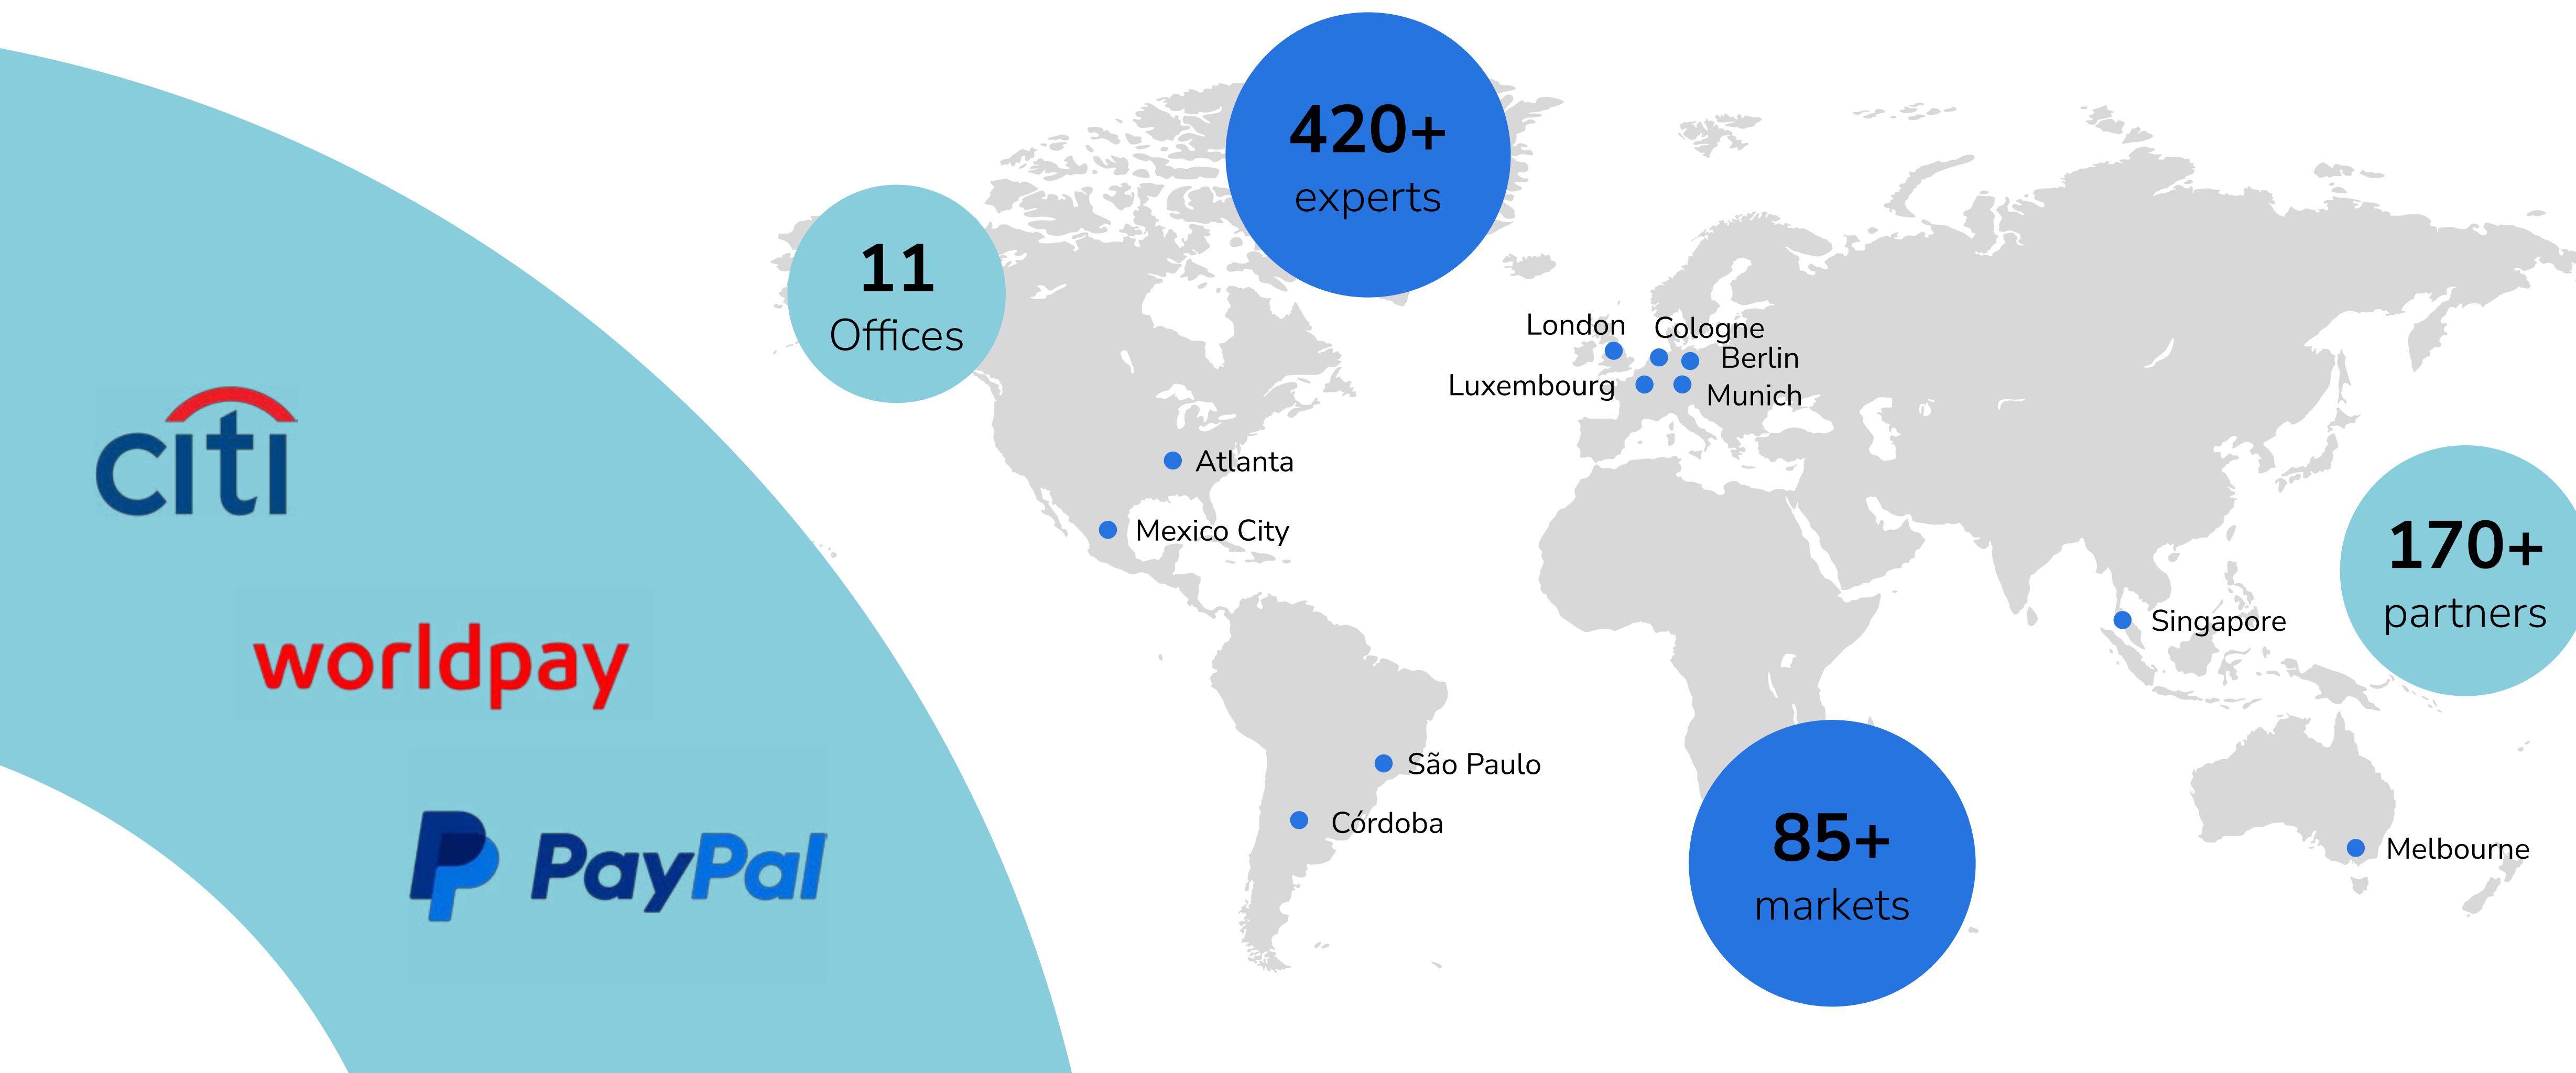 citi
worldpay
PayPal
11
Offices
420+
experts
London
Cologne
Berlin
Luxembourg
Munich
Atlanta
Mexico City
São Paulo
Córdoba
85+
markets
170+
partners
Singapore
Melbourne